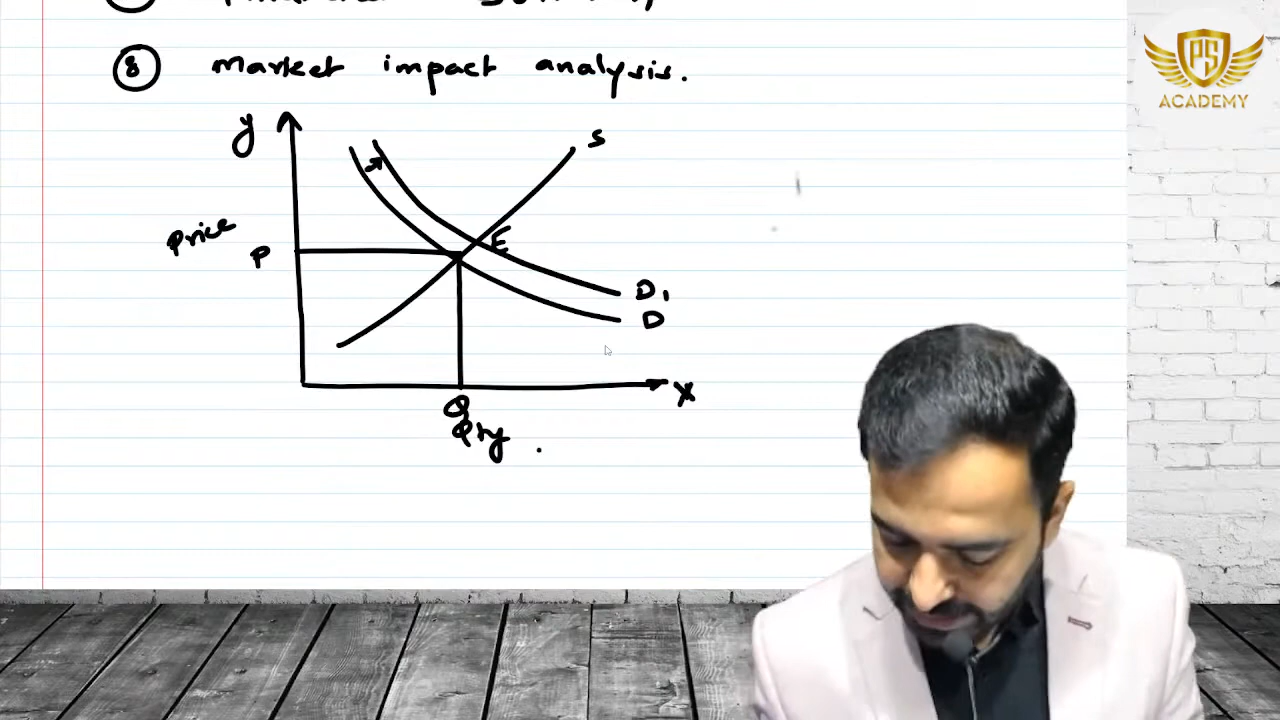 ⑧ market impact analysis.
PS
ACADEMY
y
S
Price
P
E
D1
D
X
Q
Qty.